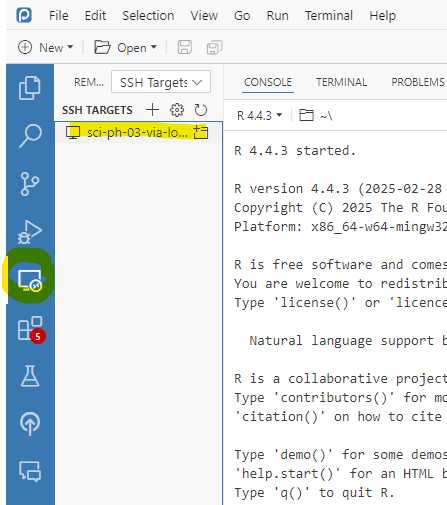 File Edit Selection View Go Run Terminal Help
New Open
REM... SSH Targets
SSH TARGETS
sci-ph-03-via-lo...
5
CONSOLE TERMINAL PROBLEMS
R 4.4.3 ~\
R 4.4.3 started.
R version 4.4.3 (2025-02-28
Copyright (C) 2025 The R Fou
Platform: x86_64-w64-mingw32
R is free software and comes
You are welcome to redistrib
Type 'license()' or 'licence
Natural language support b
R is a collaborative project
Type 'contributors()' for mo
'citation()' on how to cite
Type 'demo()' for some demos
'help.start()' for an HTML b
Type 'q()' to quit R.